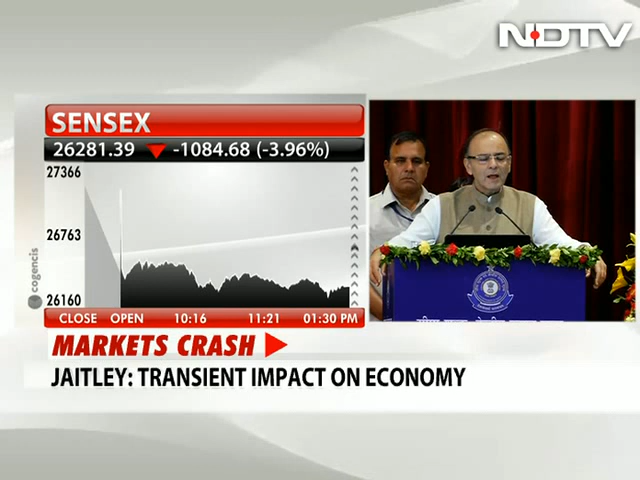 NDTV
SENSEX
26281.39 ▼ -1084.68 (-3.96%)
27366
26763
26160
cogencis
CLOSE OPEN 10:16 11:21 01:30 PM
MARKETS CRASH
JAITLEY: TRANSIENT IMPACT ON ECONOMY